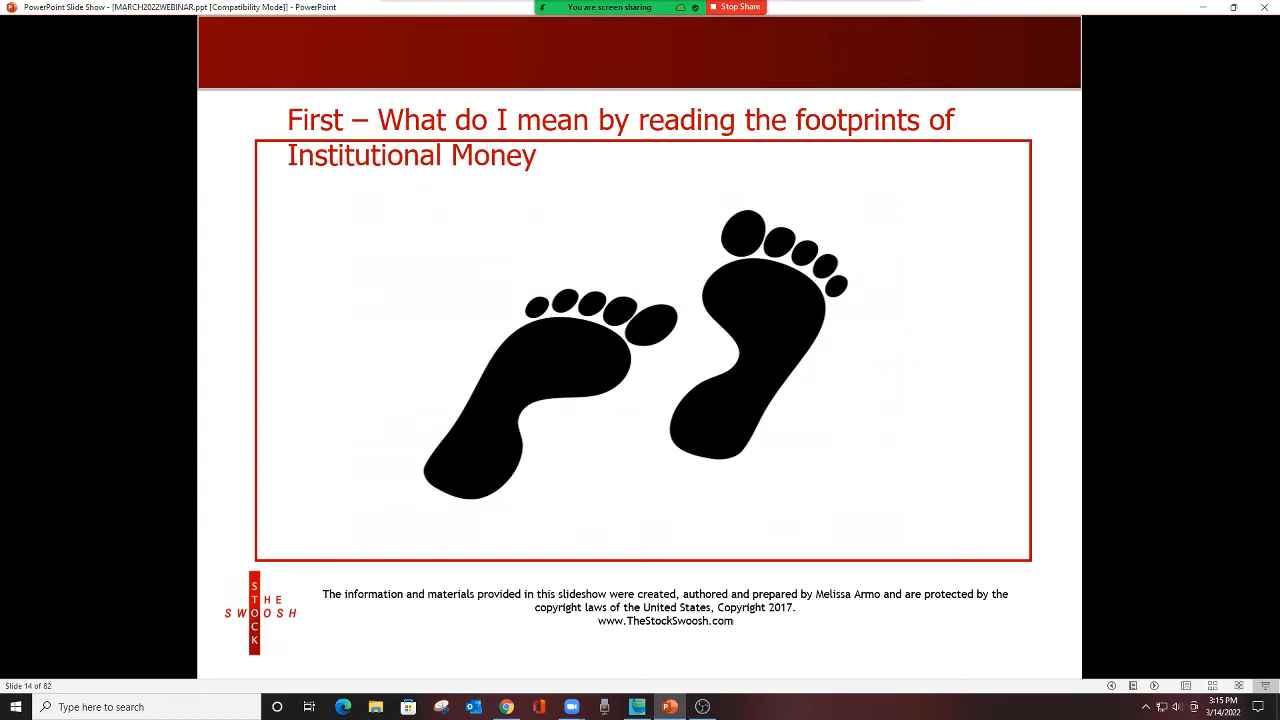 PowerPoint Slide Show - [MARCH2022WEBINAR.ppt [Compatibility Mode]] - PowerPoint
You are screen sharing
Stop Share
First – What do I mean by reading the footprints of
Institutional Money
THE
STOCK
SWOOSH
The information and materials provided in this slideshow were created, authored and prepared by Melissa Armo and are protected by the
copyright laws of the United States, Copyright 2017.
www.TheStockSwoosh.com
Slide 14 of 82
Type here to search
3:15 PM
3/14/2022